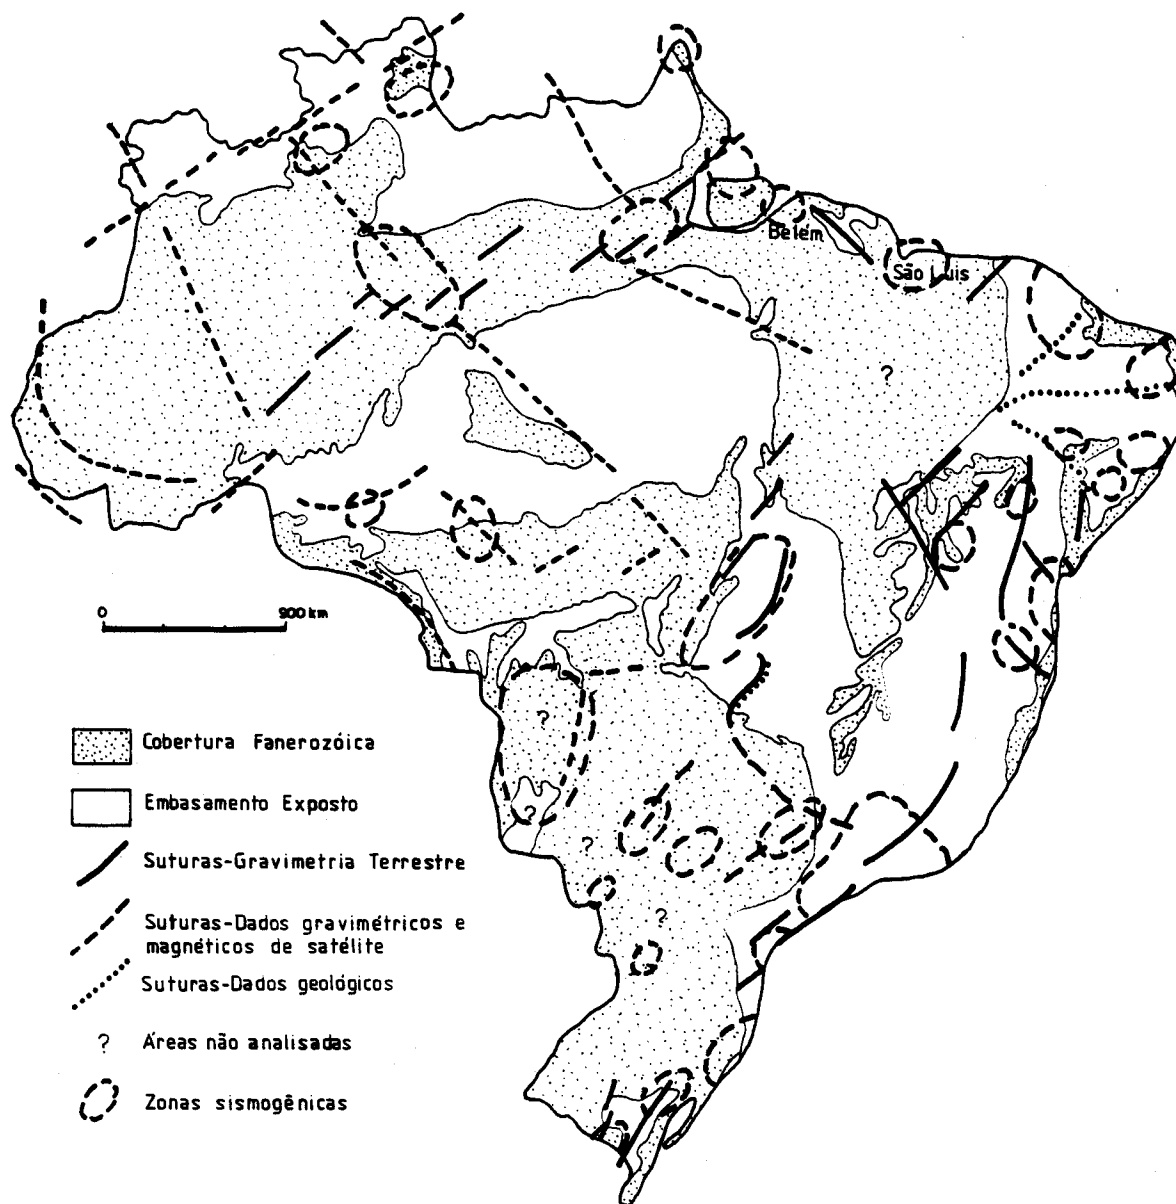 Belém
São Luis
?
0 900 km
?
?
?
?
Cobertura Fanerozóica
Embasamento Exposto
Suturas-Gravimetria Terrestre
Suturas-Dados gravimétricos e
magnéticos de satélite
Suturas-Dados geológicos
? Áreas não analisadas
Zonas sismogênicas